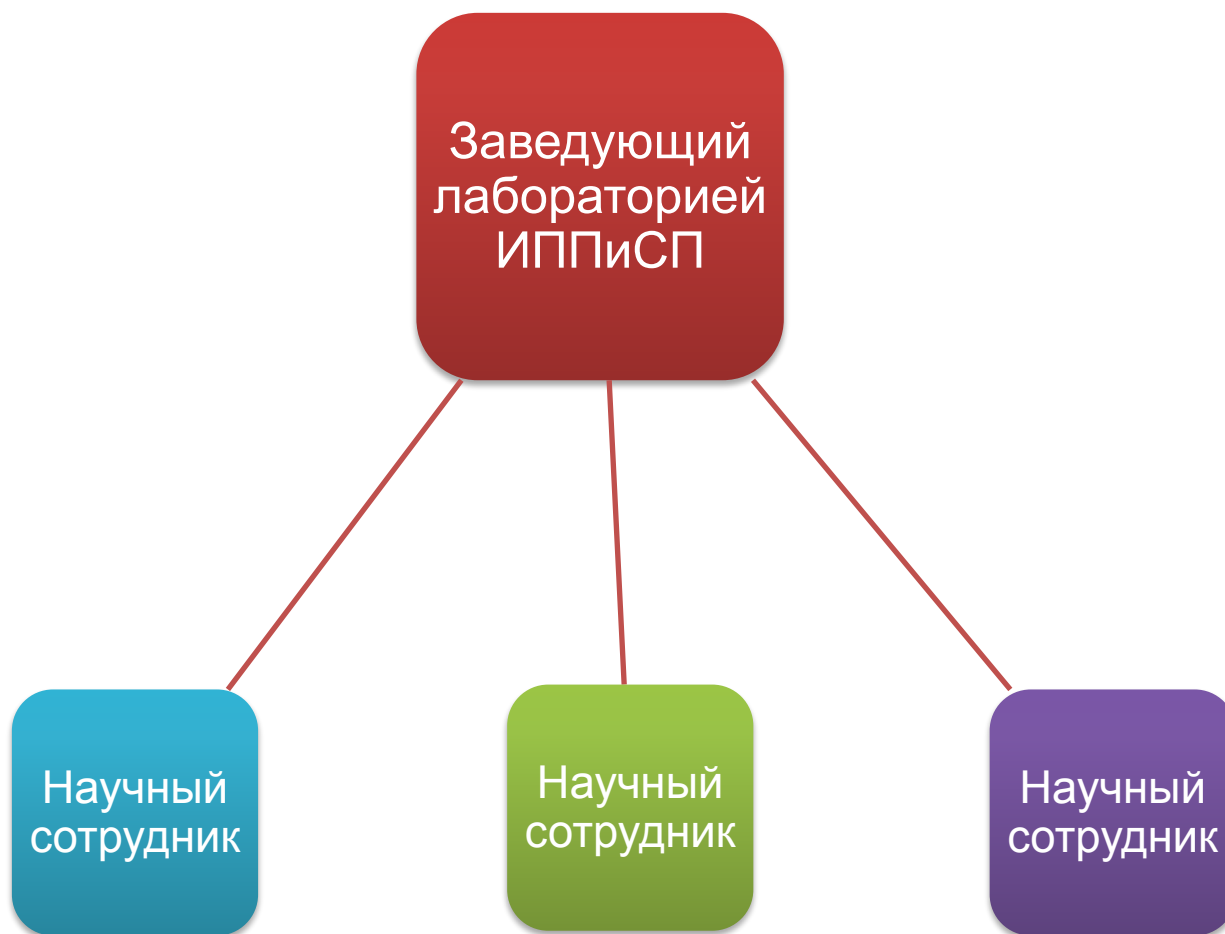 Заведующий
лабораторией
ИППиСП
Научный
сотрудник
Научный
сотрудник
Научный
сотрудник